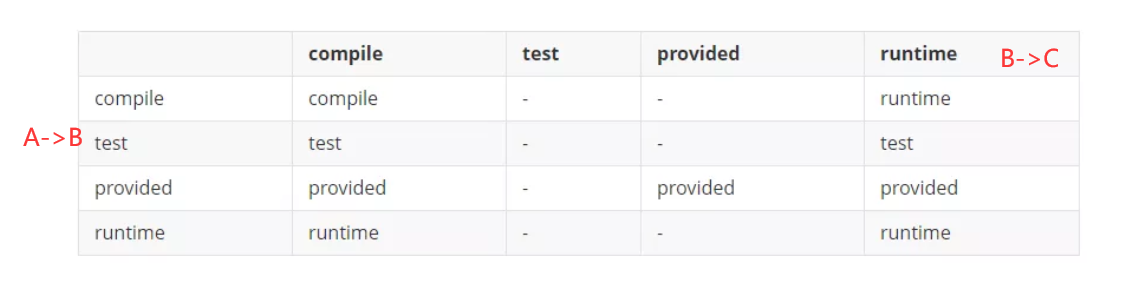 compile test provided runtime B->C
compile compile - - runtime
A->B test test - - test
provided provided - provided provided
runtime runtime - - runtime